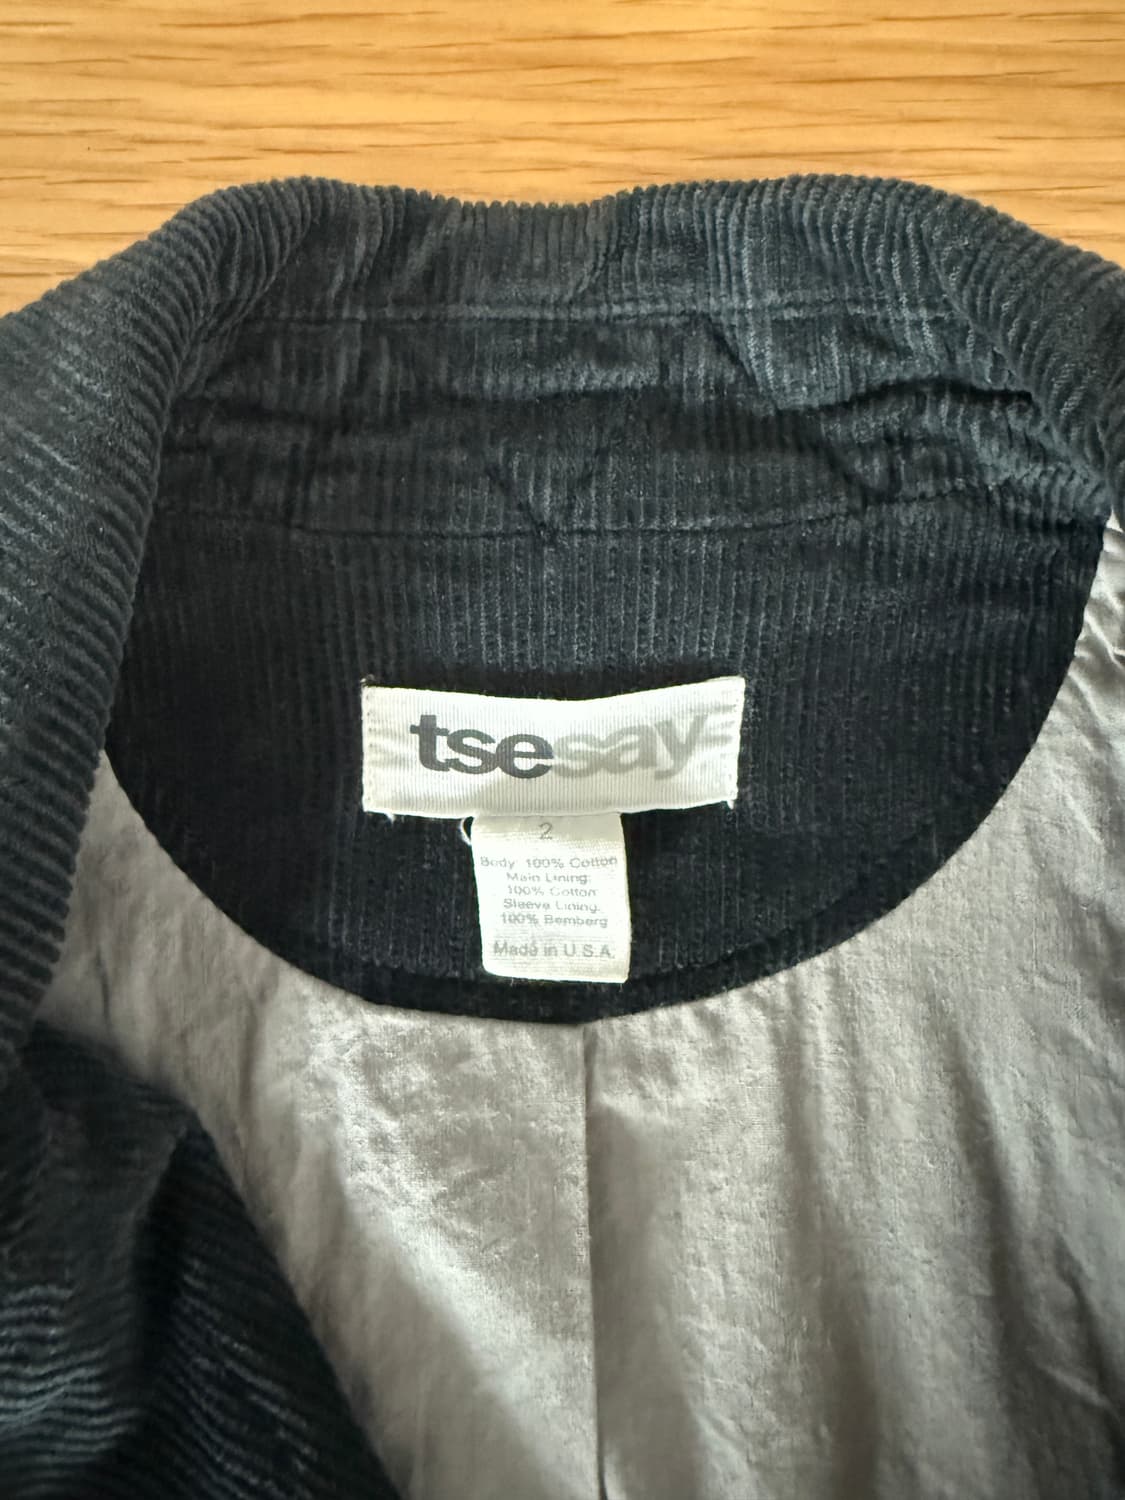 tsesay
2
Body 100% Cotton
Main Lining:
100% Cotton
Sleeve Lining:
100% Bemberg
Made in U.S.A.